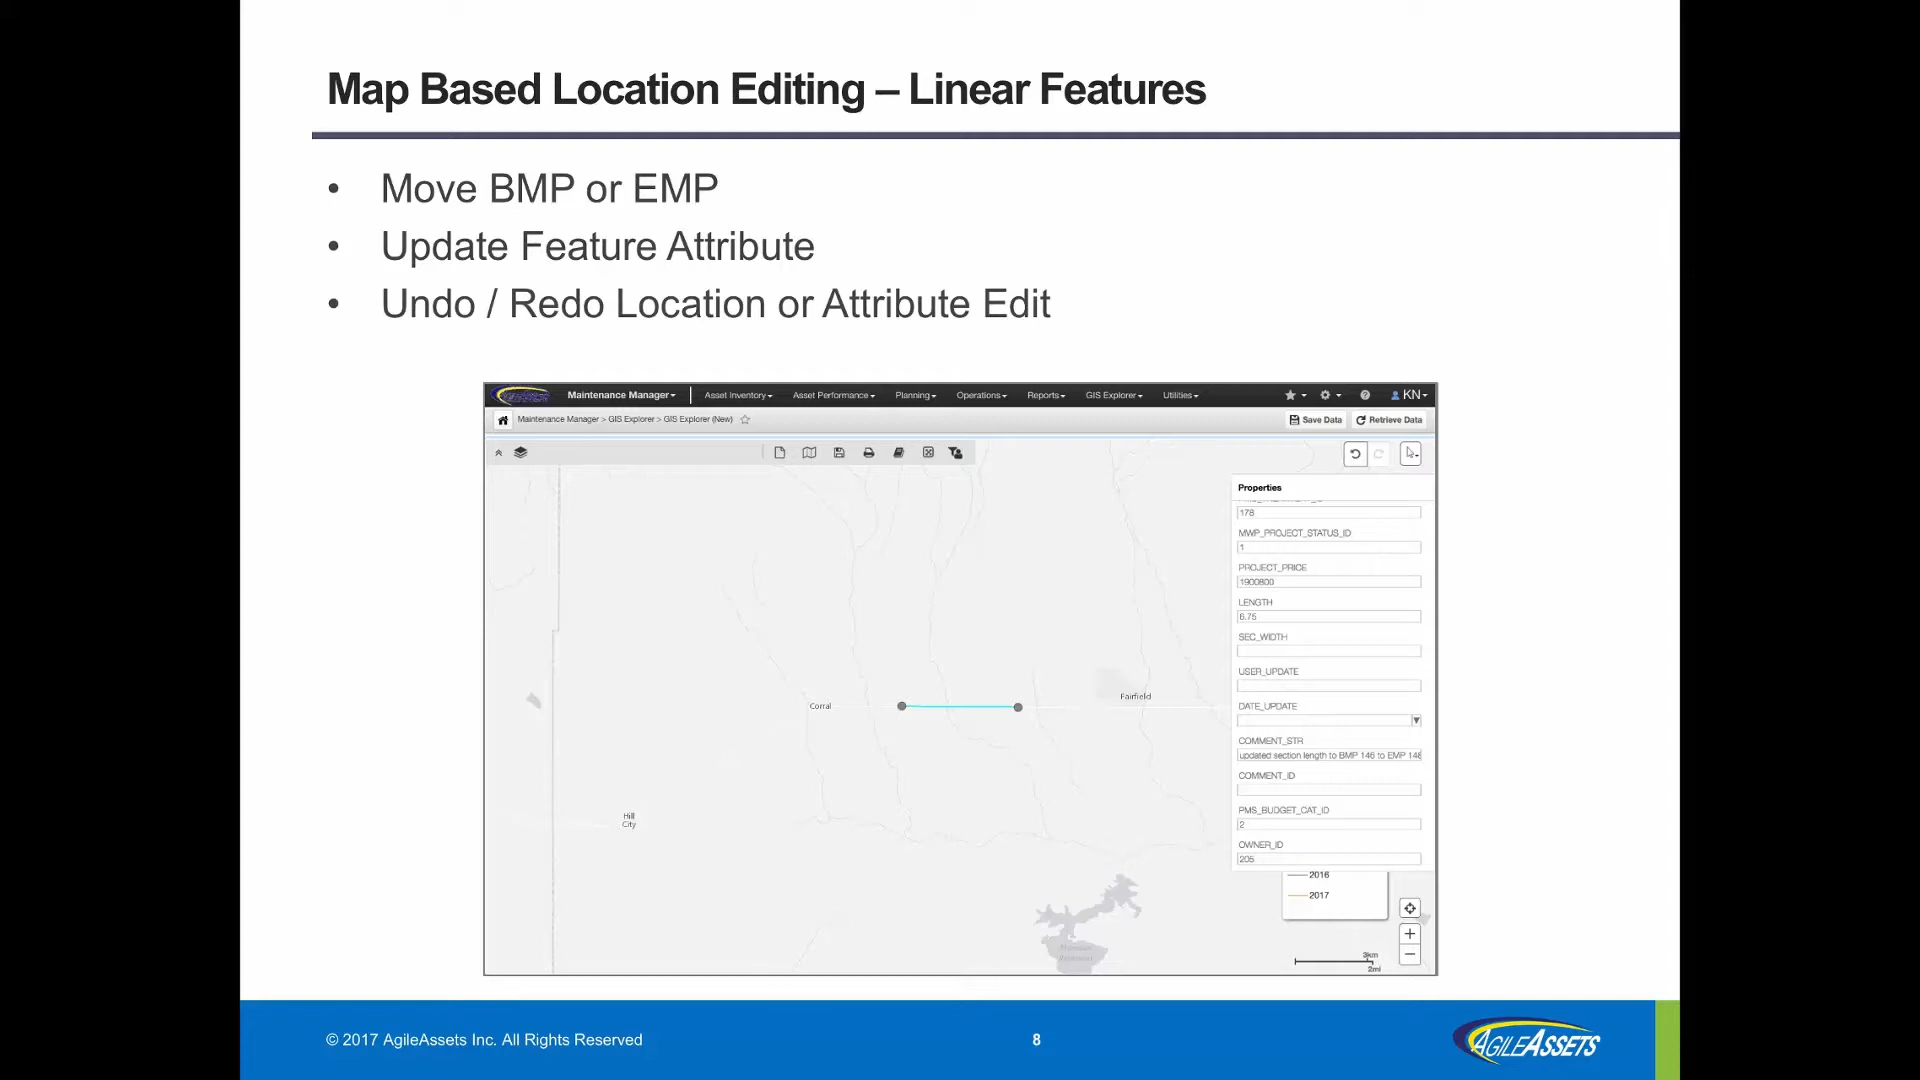 Map Based Location Editing – Linear Features
• Move BMP or EMP
• Update Feature Attribute
• Undo / Redo Location or Attribute Edit
Maintenance Manager
Asset Inventory
Asset Performance
Planning
Operations
Reports
GIS Explorer
Utilities
KN
Maintenance Manager > GIS Explorer > GIS Explorer (New)
Save Data
Retrieve Data
Properties
178
MWP_PROJECT_STATUS_ID
1
PROJECT_PRICE
1900800
LENGTH
6.75
SEC_WIDTH
USER_UPDATE
DATE_UPDATE
COMMENT_STR
updated section length to BMP 146 to EMP 146
COMMENT_ID
PMS_BUDGET_CAT_ID
2
OWNER_ID
205
Corral
Fairfield
Hill
City
2016
2017
3km
2mi
© 2017 AgileAssets Inc. All Rights Reserved
8
AGILEASSETS